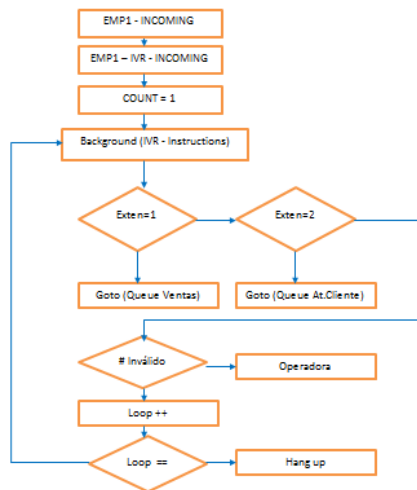 EMP1 - INCOMING
EMP1 – IVR - INCOMING
COUNT = 1
Background (IVR - Instructions)
Exten=1
Exten=2
Goto (Queue Ventas)
Goto (Queue At.Cliente)
# Inválido
Operadora
Loop ++
Loop ==
Hang up